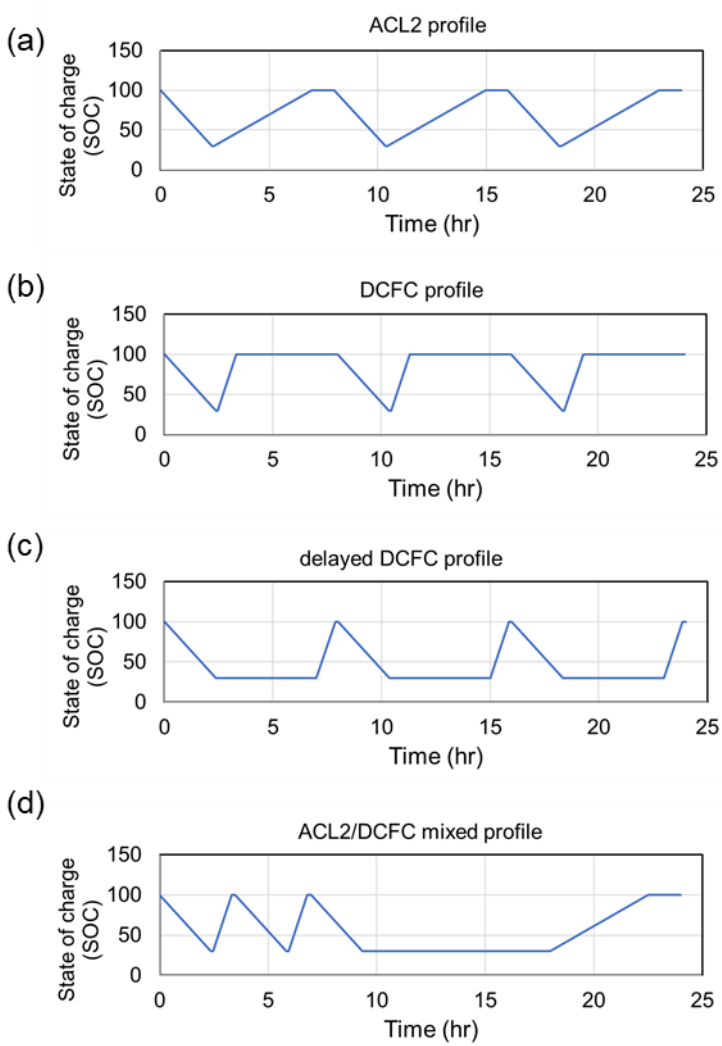 (a)
ACL2 profile
State of charge
(SOC)
150
100
50
0
0 5 10 15 20 25
Time (hr)
(b)
DCFC profile
State of charge
(SOC)
150
100
50
0
0 5 10 15 20 25
Time (hr)
(c)
delayed DCFC profile
State of charge
(SOC)
150
100
50
0
0 5 10 15 20 25
Time (hr)
(d)
ACL2/DCFC mixed profile
State of charge
(SOC)
150
100
50
0
0 5 10 15 20 25
Time (hr)